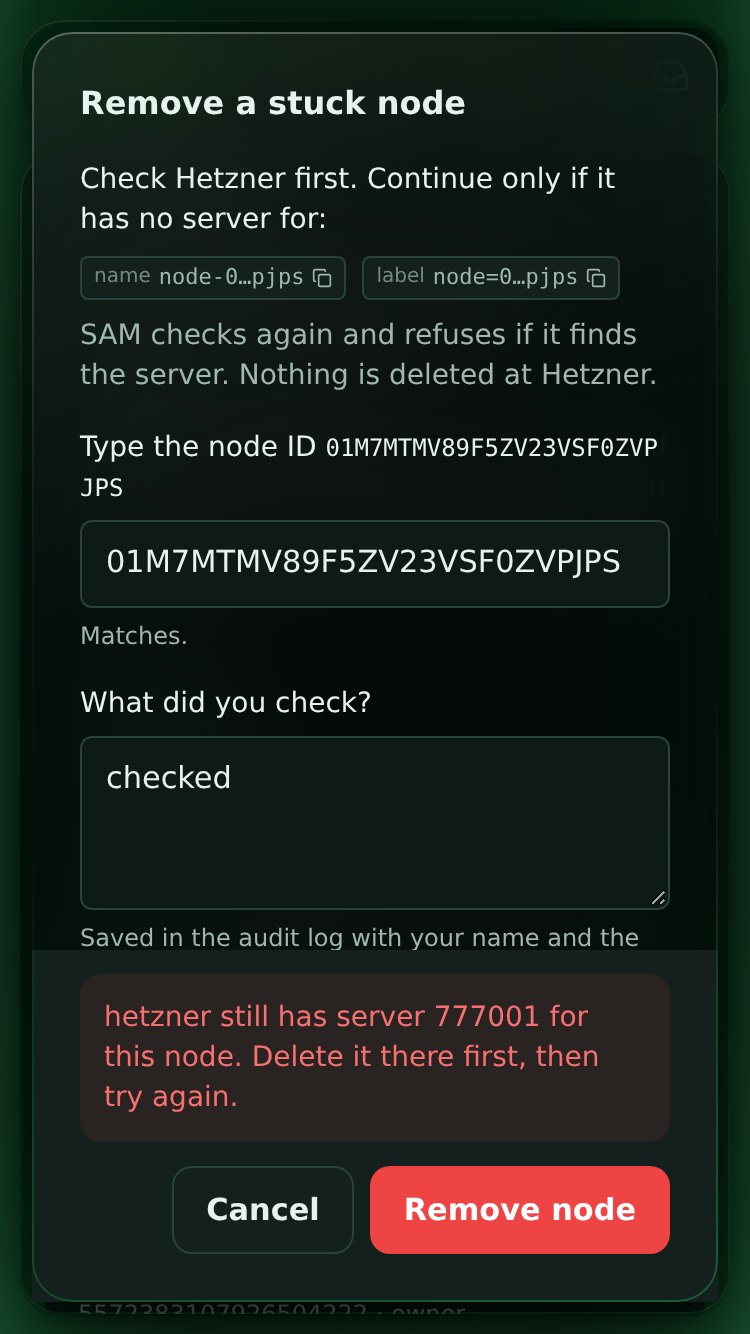 Remove a stuck node
Check Hetzner first. Continue only if it
has no server for:
name node-0…pjps
label node=0…pjps
SAM checks again and refuses if it finds
the server. Nothing is deleted at Hetzner.
Type the node ID 01M7MTMV89F5ZV23VSF0ZVP
JPS
01M7MTMV89F5ZV23VSF0ZVPJPS
Matches.
What did you check?
checked
Saved in the audit log with your name and the
hetzner still has server 777001 for
this node. Delete it there first, then
try again.
Cancel
Remove node
5572383107926504222 · owner